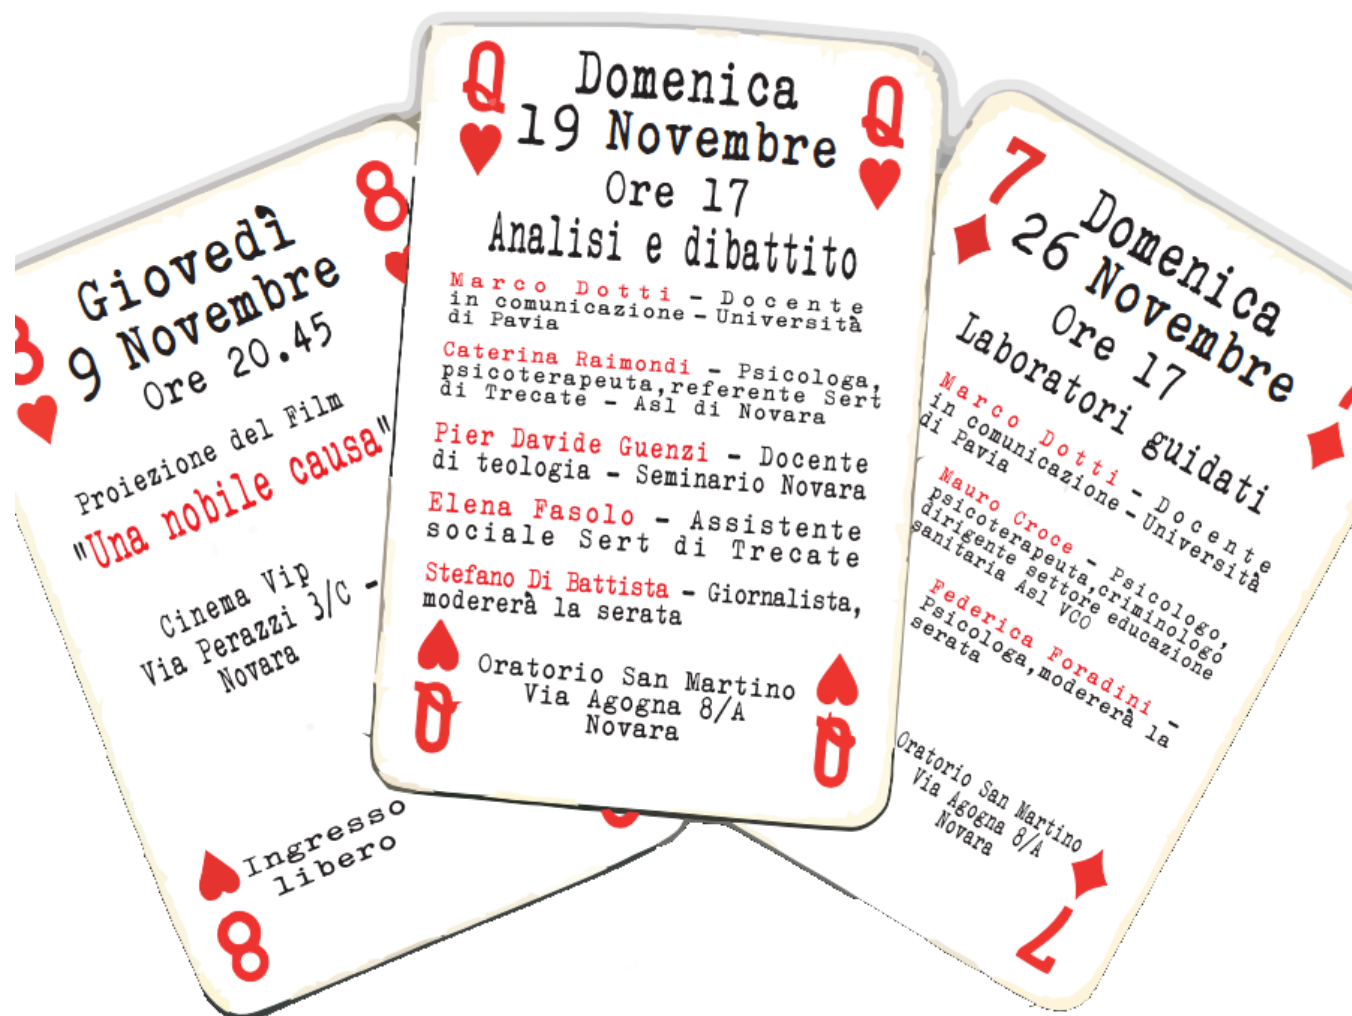 8
8
Giovedì
9 Novembre
Ore 20.45
Proiezione del Film
"Una nobile causa"
Cinema Vip
Via Perazzi 3/C -
Novara
Ingresso
libero
8
Q
Q
Domenica
19 Novembre
Ore 17
Analisi e dibattito
Marco Dotti - Docente
in comunicazione - Università
di Pavia
Caterina Raimondi - Psicologa,
psicoterapeuta, referente Sert
di Trecate - Asl di Novara
Pier Davide Guenzi - Docente
di teologia - Seminario Novara
Elena Fasolo - Assistente
sociale Sert di Trecate
Stefano Di Battista - Giornalista,
modererà la serata
Oratorio San Martino
Via Agogna 8/A
Novara
Q
Q
7
Domenica
26 Novembre
Ore 17
Laboratori guidati
Marco Dotti - Docente
in comunicazione - Università
di Pavia
Mauro Croce - Psicologo,
psicoterapeuta, criminologo
dirigente settore educazione
sanitaria Asl VCO
Federica Foradini -
Psicologa, modererà la
serata
Oratorio San Martino
Via Agogna 8/A
Novara
7